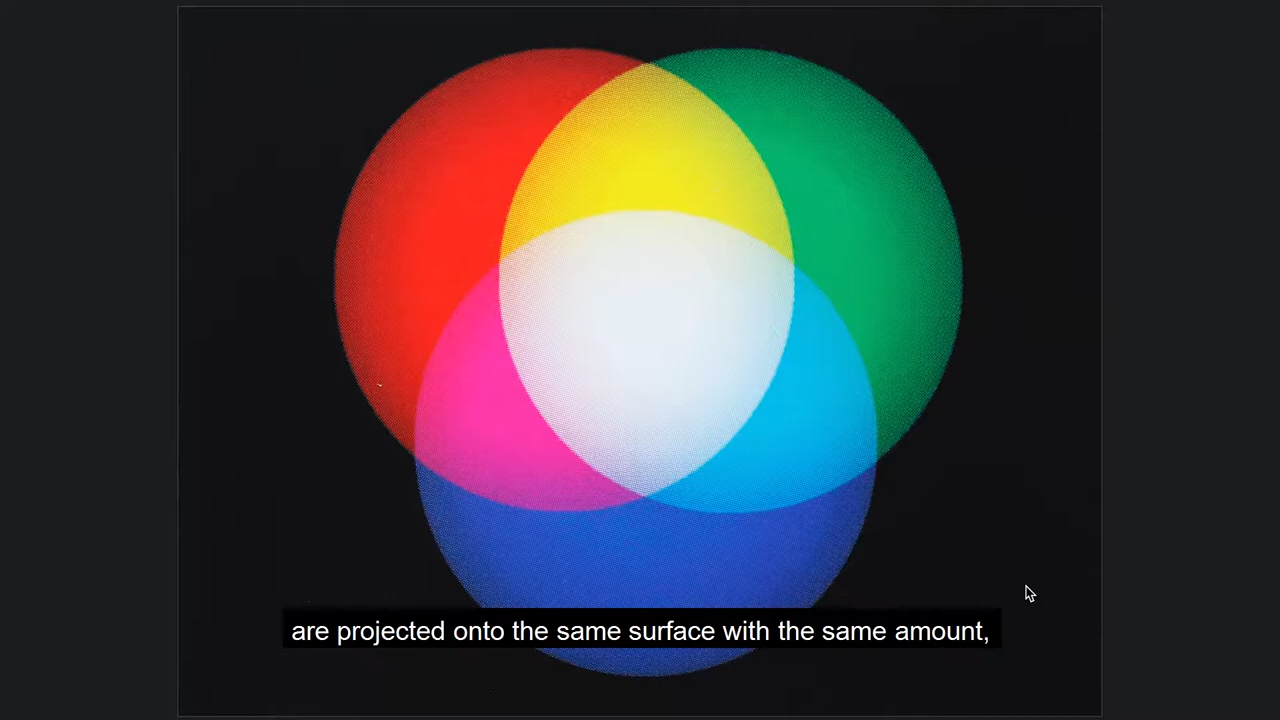 are projected onto the same surface with the same amount,